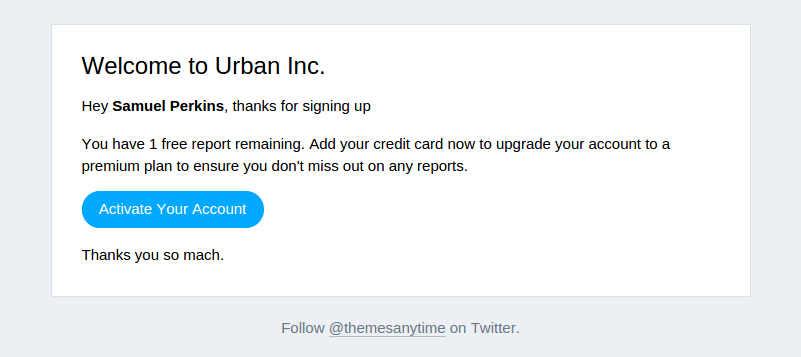 Welcome to Urban Inc.
Hey Samuel Perkins, thanks for signing up
You have 1 free report remaining. Add your credit card now to upgrade your account to a
premium plan to ensure you don't miss out on any reports.
Activate Your Account
Thanks you so mach.
Follow @themesanytime on Twitter.